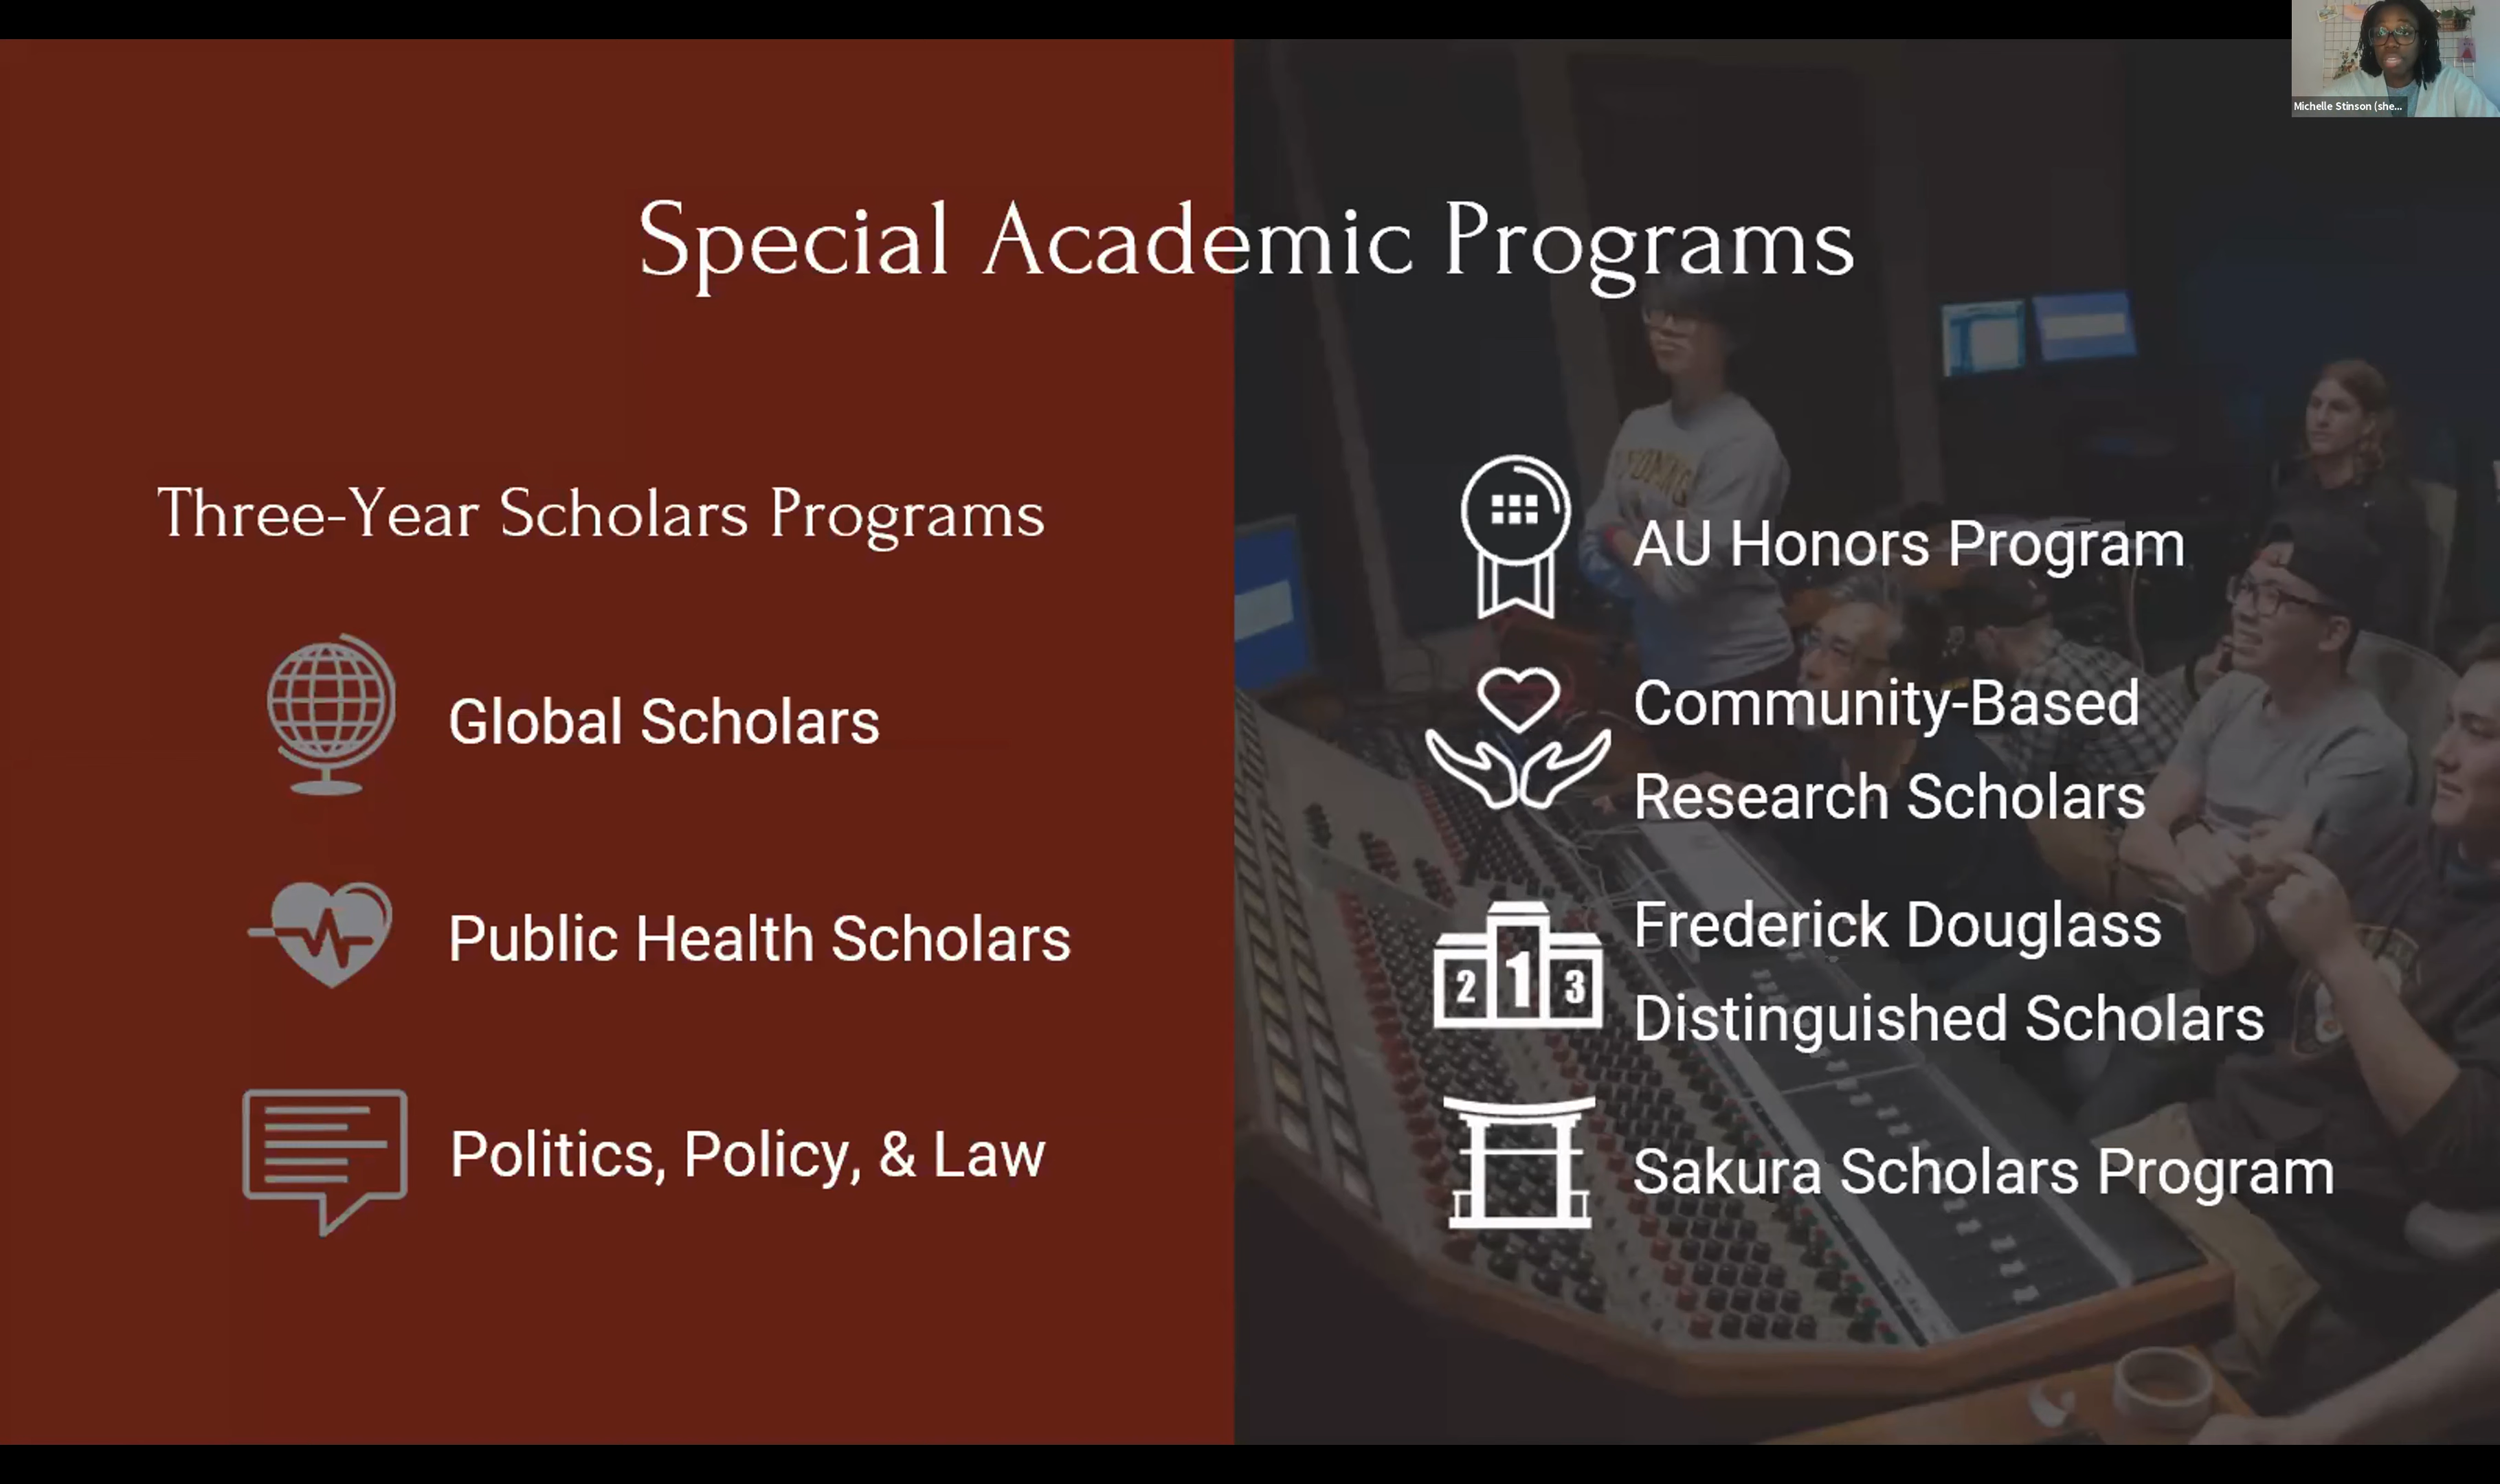 Michelle Stinson (she...
Special Academic Programs
Three-Year Scholars Programs
Global Scholars
Public Health Scholars
Politics, Policy, & Law
AU Honors Program
Community-Based
Research Scholars
Frederick Douglass
2 1 3
Distinguished Scholars
Sakura Scholars Program